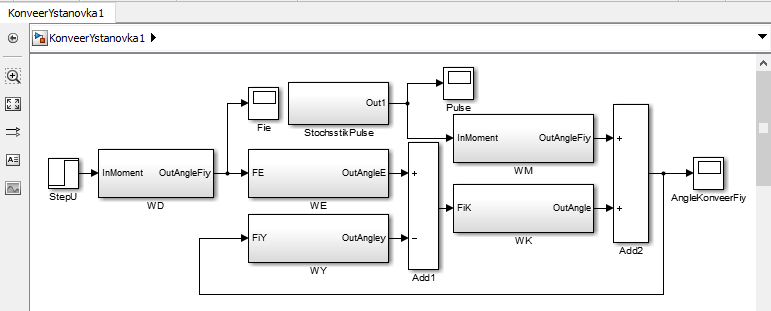 KonveerYstanovka1
KonveerYstanovka1
StepU
InMoment OutAngleFiy
WD
Fie
Out1
StochsstikPulse
Pulse
FE OutAngleE
WE
FiY OutAngley
WY
+
−
Add1
InMoment OutAngleFiy
WM
FiK OutAngle
WK
+
+
Add2
AngleKonveerFiy